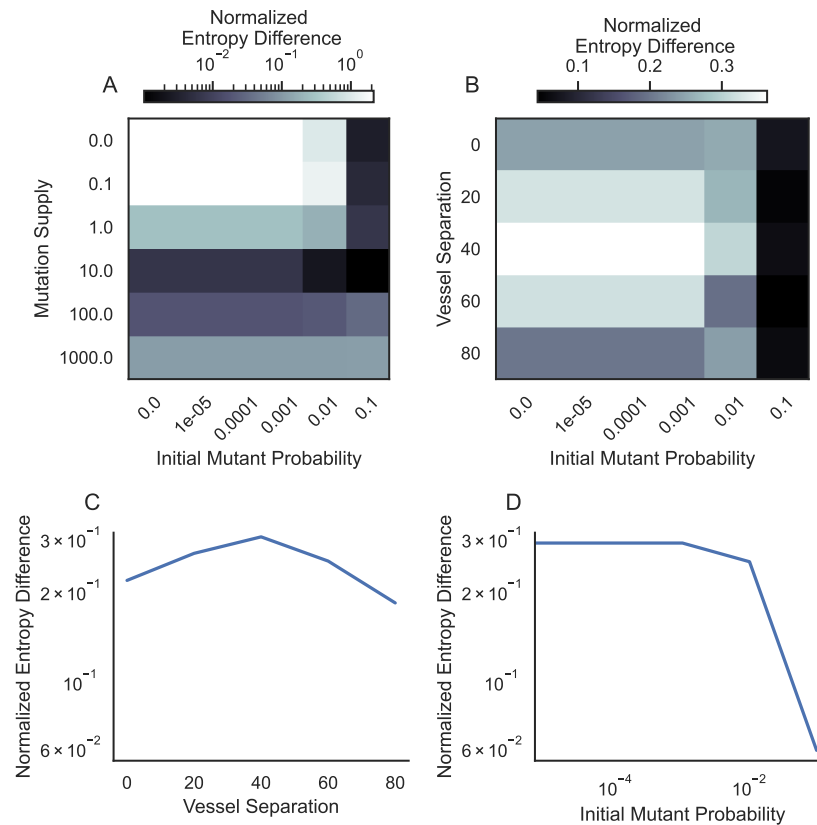 Normalized
Entropy Difference
10⁻² 10⁻¹ 10⁰
A
0.0
0.1
1.0
10.0
100.0
1000.0
Mutation Supply
0.0 1e-05 0.0001 0.001 0.01 0.1
Initial Mutant Probability
Normalized
Entropy Difference
0.1 0.2 0.3
B
0
20
40
60
80
Vessel Separation
0.0 1e-05 0.0001 0.001 0.01 0.1
Initial Mutant Probability
C
3 × 10⁻¹
2 × 10⁻¹
10⁻¹
6 × 10⁻²
Normalized Entropy Difference
0 20 40 60 80
Vessel Separation
D
3 × 10⁻¹
2 × 10⁻¹
10⁻¹
6 × 10⁻²
Normalized Entropy Difference
10⁻⁴ 10⁻²
Initial Mutant Probability